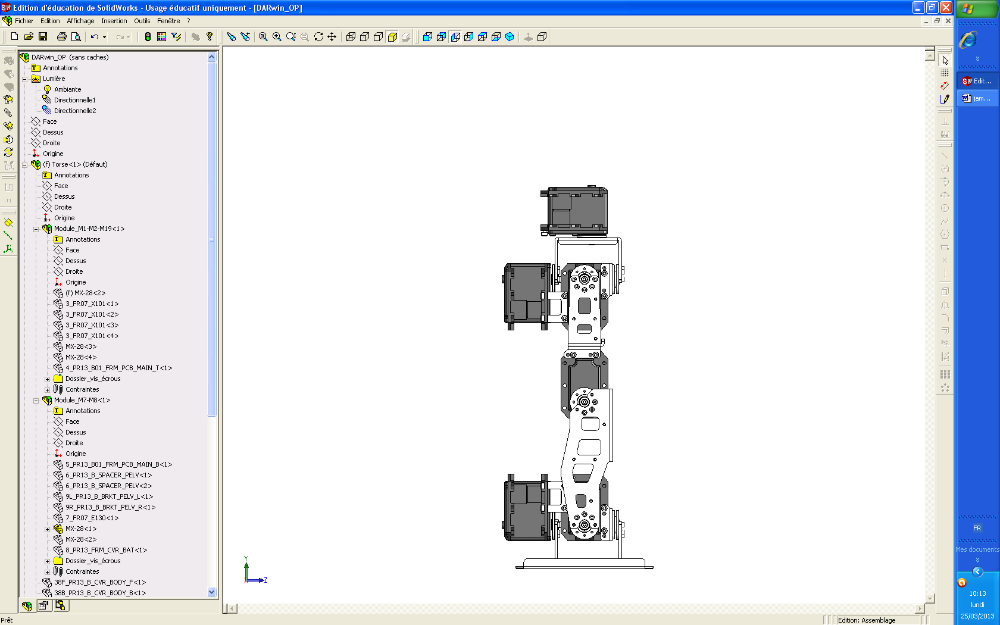 Edition d'éducation de SolidWorks - Usage éducatif uniquement - [DARwin_OP]
Fichier Edition Affichage Insertion Outils Fenêtre ?
DARwin_OP (sans caches)
Annotations
Lumière
Ambiante
Directionnelle1
Directionnelle2
Face
Dessus
Droite
Origine
(f) Torse<1> (Défaut)
Annotations
Face
Dessus
Droite
Origine
Module_M1-M2-M19<1>
Annotations
Face
Dessus
Droite
Origine
(f) MX-28<2>
3_FR07_X101<1>
3_FR07_X101<2>
3_FR07_X101<3>
3_FR07_X101<4>
MX-28<3>
MX-28<4>
4_PR13_B01_FRM_PCB_MAIN_T<1>
Dossier_vis_écrous
Contraintes
Module_M7-M8<1>
Annotations
Face
Dessus
Droite
Origine
5_PR13_B01_FRM_PCB_MAIN_B<1>
6_PR13_B_SPACER_PELV<1>
6_PR13_B_SPACER_PELV<2>
9L_PR13_B_BRKT_PELV_L<1>
9R_PR13_B_BRKT_PELV_R<1>
7_FR07_E130<1>
MX-28<1>
MX-28<2>
8_PR13_FRM_CVR_BAT<1>
Dossier_vis_écrous
Contraintes
38F_PR13_B_CVR_BODY_F<1>
38B_PR13_B_CVR_BODY_B<1>
Y
Z
Prêt
Edition: Assemblage
Edit...
jam...
FR
Mes documents
10:13
lundi
25/03/2013